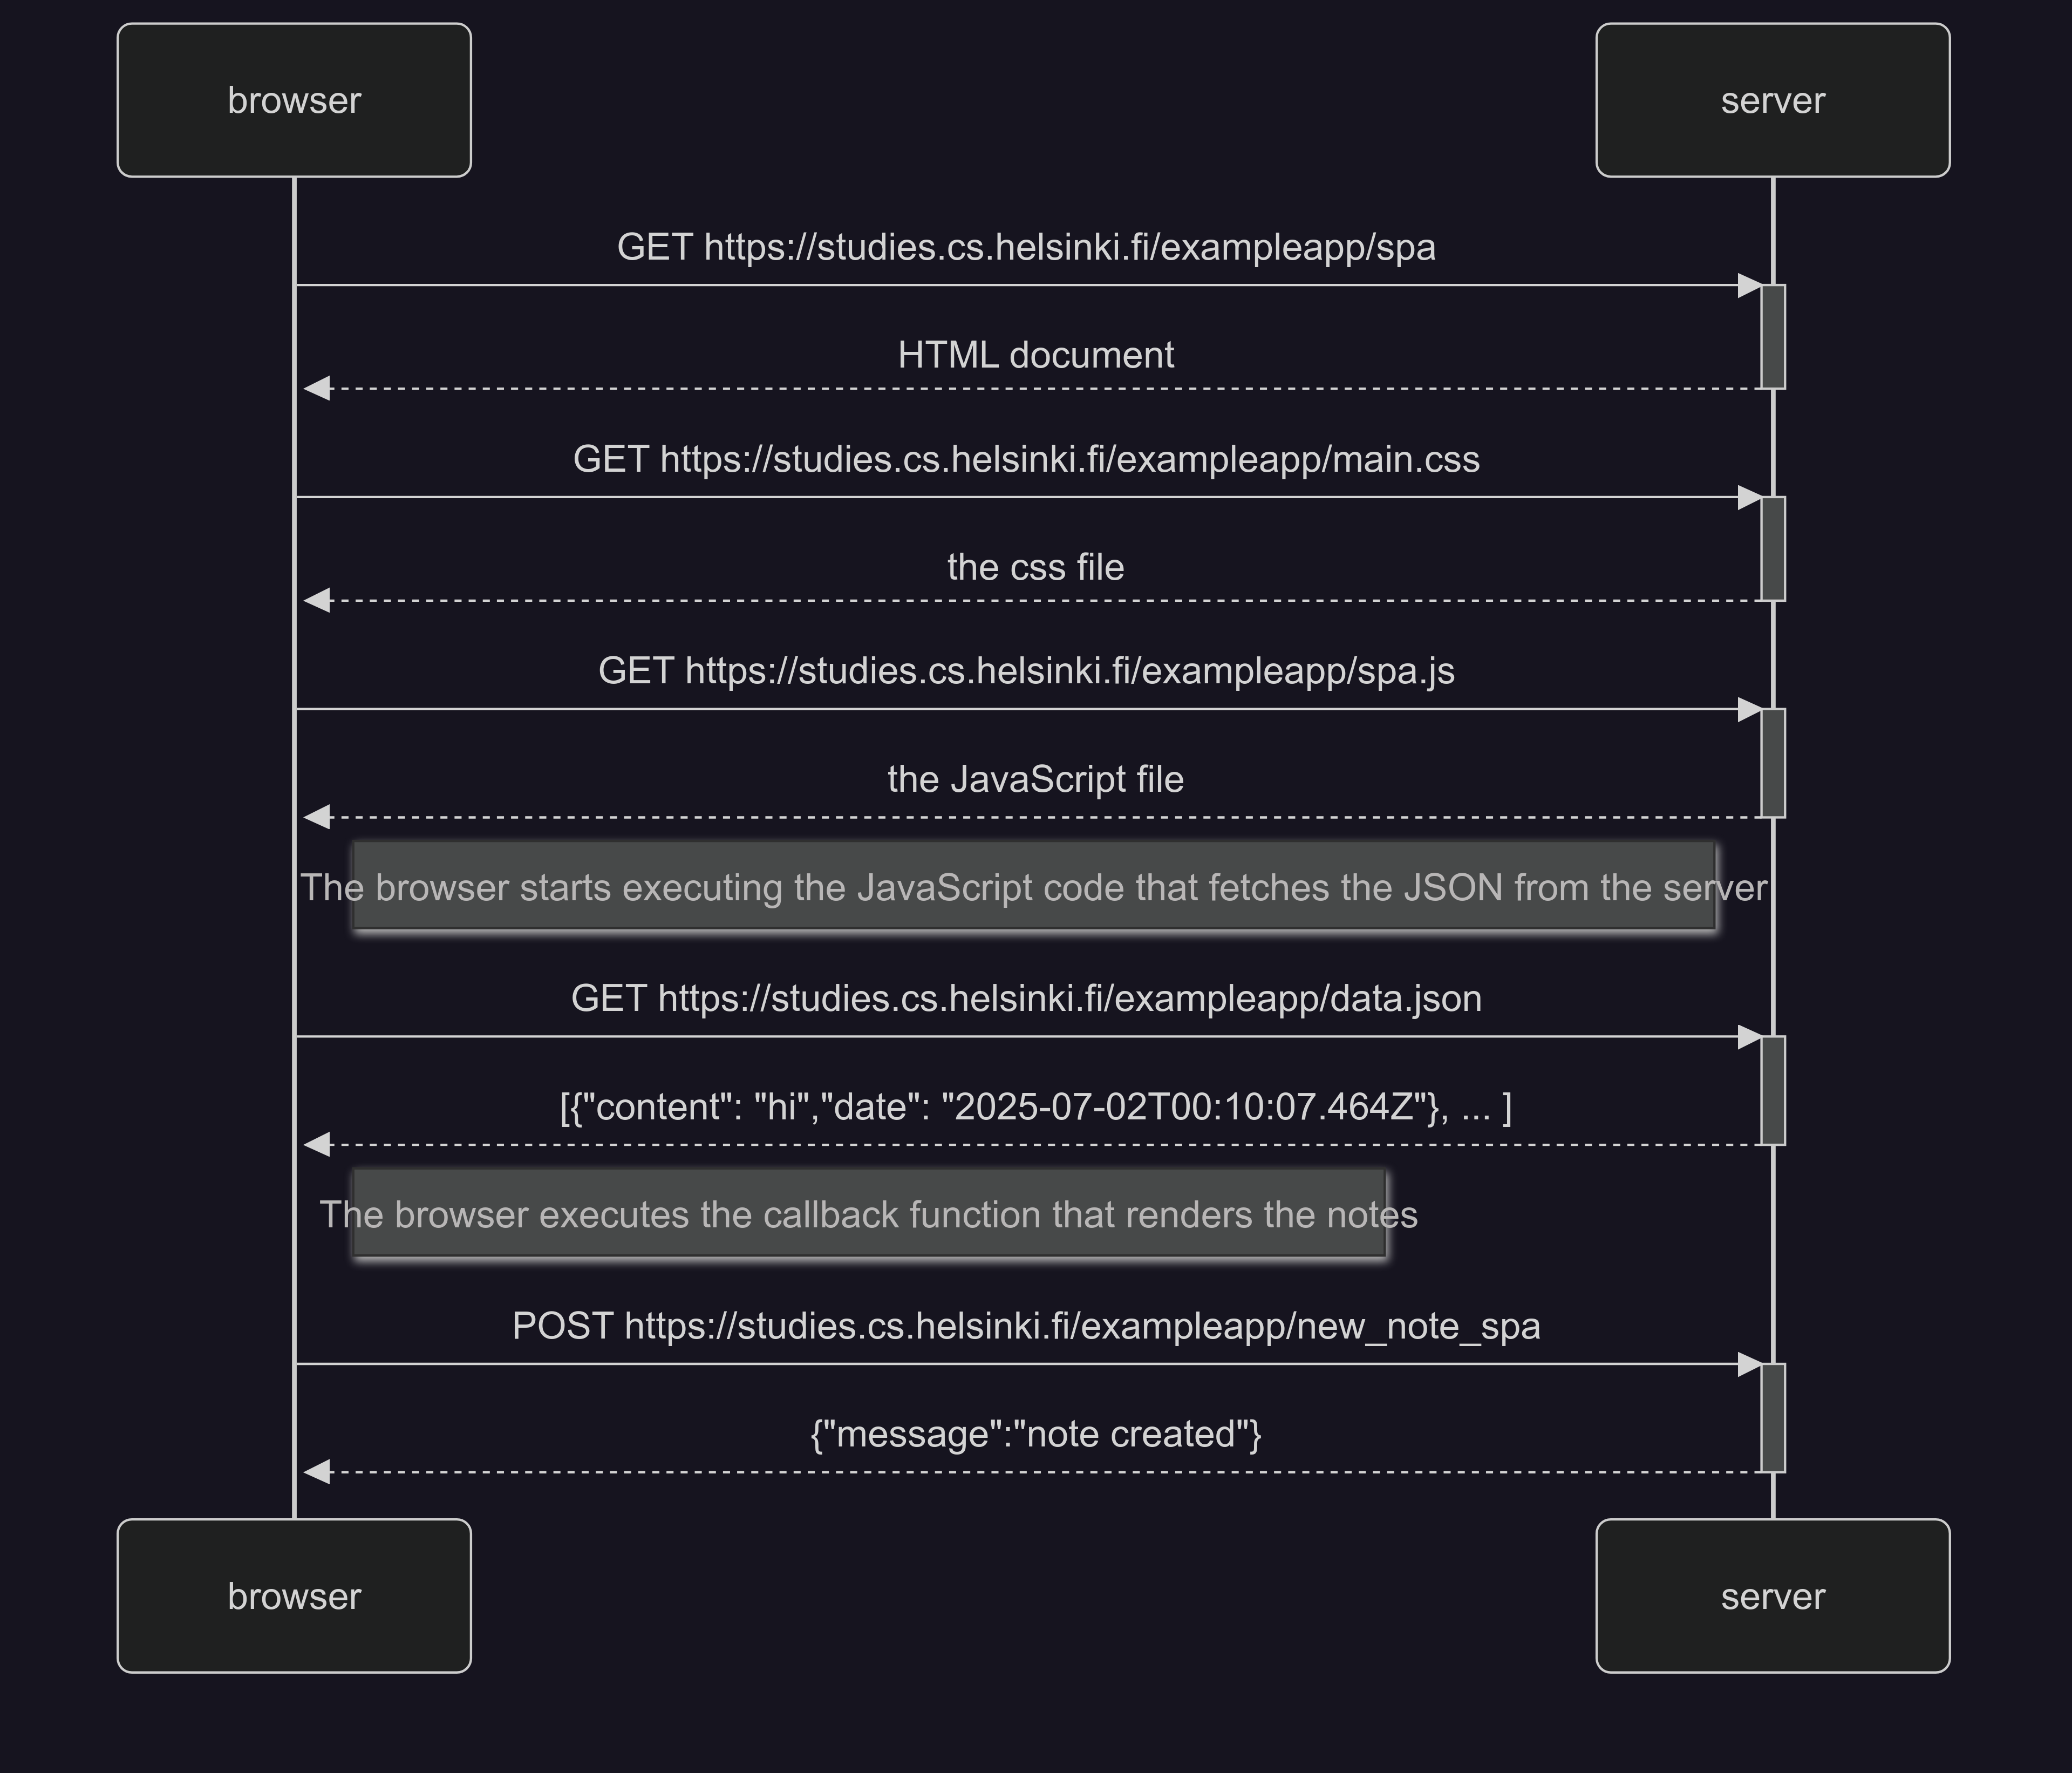 browser
server
GET https://studies.cs.helsinki.fi/exampleapp/spa
HTML document
GET https://studies.cs.helsinki.fi/exampleapp/main.css
the css file
GET https://studies.cs.helsinki.fi/exampleapp/spa.js
the JavaScript file
The browser starts executing the JavaScript code that fetches the JSON from the server
GET https://studies.cs.helsinki.fi/exampleapp/data.json
[{"content": "hi","date": "2025-07-02T00:10:07.464Z"}, ... ]
The browser executes the callback function that renders the notes
POST https://studies.cs.helsinki.fi/exampleapp/new_note_spa
{"message":"note created"}
browser
server